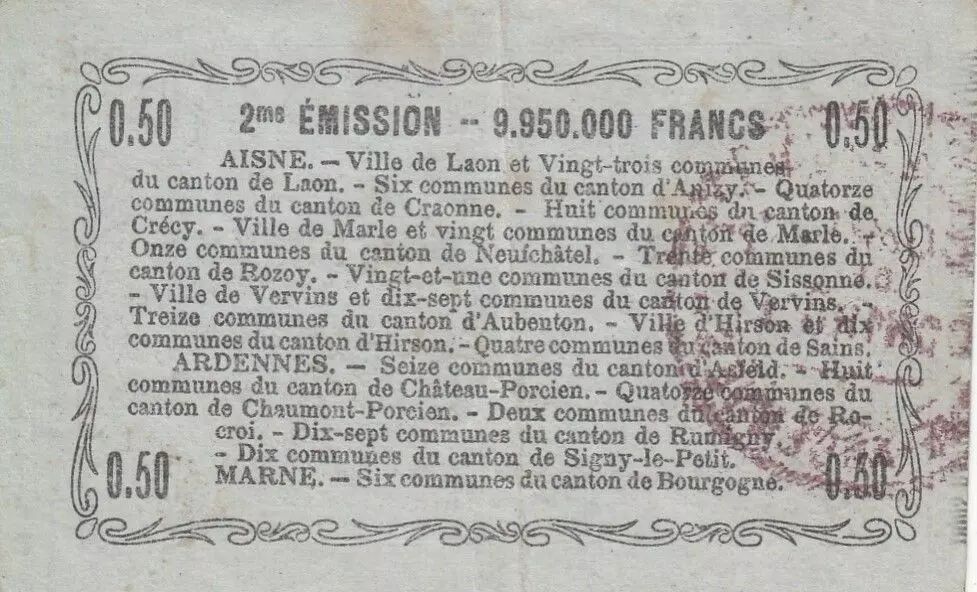 0.50 2me ÉMISSION -- 9.950.000 FRANCS 0.50
AISNE. — Ville de Laon et Vingt-trois communes
du canton de Laon. - Six communes du canton d'Anizy. - Quatorze
communes du canton de Craonne. - Huit communes du canton de
Crécy. - Ville de Marle et vingt communes du canton de Marle. -
Onze communes du canton de Neufchâtel. - Trente communes du
canton de Rozoy. - Vingt-et-une communes du canton de Sissonne.
- Ville de Vervins et dix-sept communes du canton de Vervins. -
Treize communes du canton d'Aubenton. - Ville d'Hirson et dix
communes du canton d'Hirson. - Quatre communes du canton de Sains.
ARDENNES. — Seize communes du canton d'Asfeld. - Huit
communes du canton de Château-Porcien. - Quatorze communes du
canton de Chaumont-Porcien. - Deux communes du canton de Ro-
croi. - Dix-sept communes du canton de Rumigny.
- Dix communes du canton de Signy-le-Petit.
0.50 MARNE. — Six communes du canton de Bourgogne. 0.50